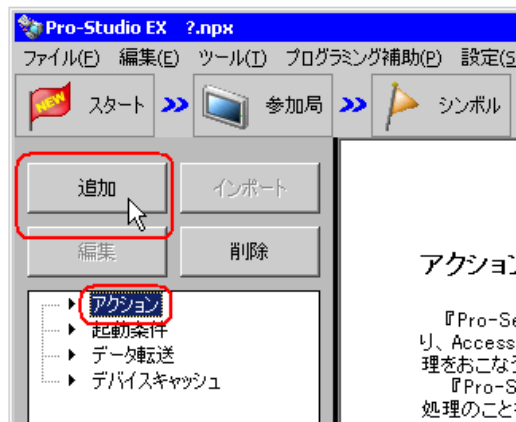 Pro-Studio EX ?.npx
ファイル(F) 編集(E) ツール(T) プログラミング補助(P) 設定(S
NEW スタート 参加局 シンボル
追加 インポート
編集 削除
アクション
起動条件
データ転送
デバイスキャッシュ
アクション
『Pro-Se
り、Access
理をおこなう
『Pro-S
処理のこと